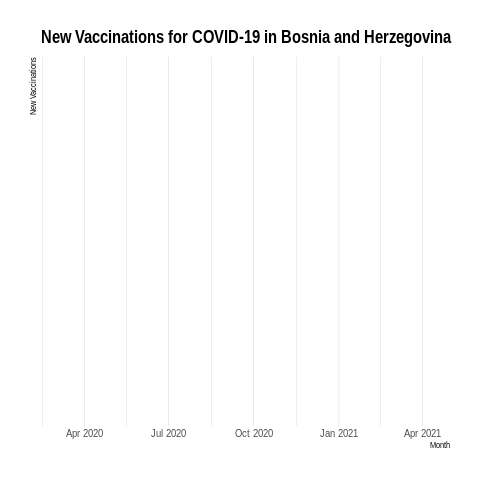 New Vaccinations for COVID-19 in Bosnia and Herzegovina
New Vaccinations
Apr 2020 Jul 2020 Oct 2020 Jan 2021 Apr 2021
Month